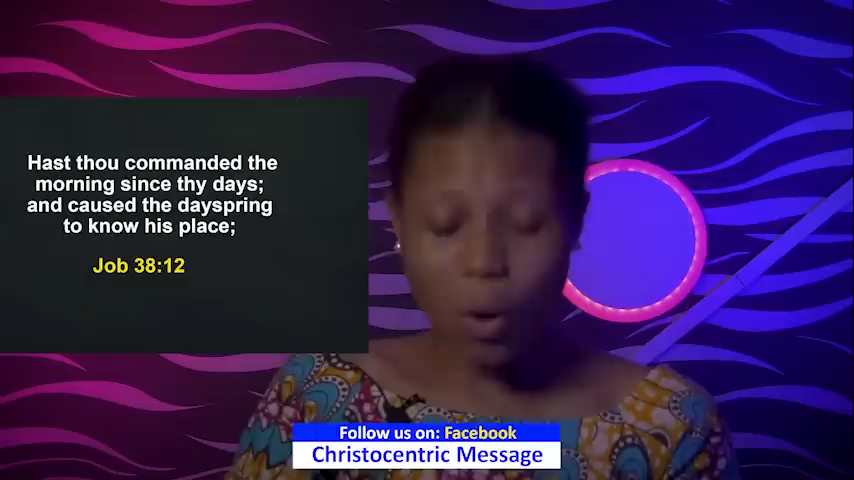 Hast thou commanded the
morning since thy days;
and caused the dayspring
to know his place;
Job 38:12
Follow us on: Facebook
Christocentric Message